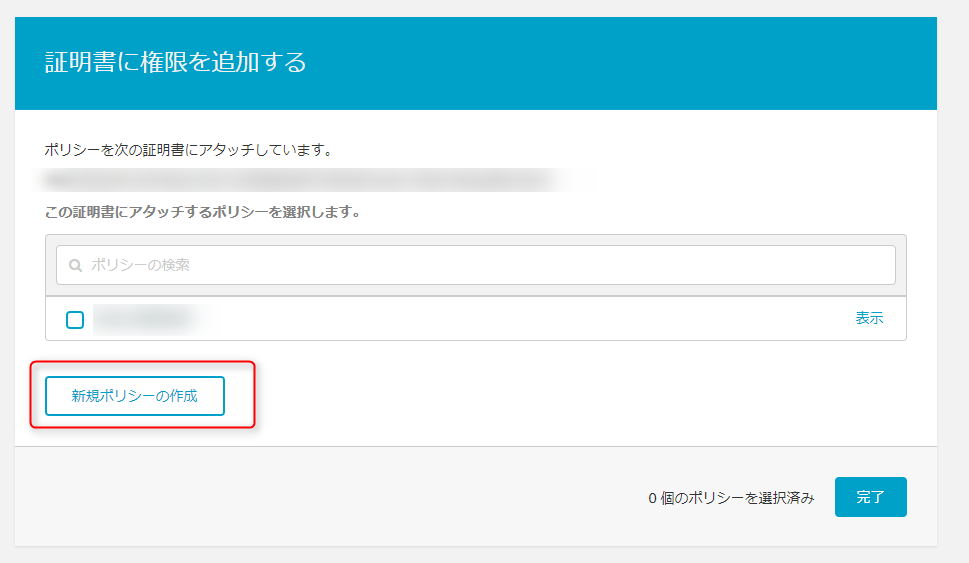 証明書に権限を追加する
ポリシーを次の証明書にアタッチしています。
この証明書にアタッチするポリシーを選択します。
ポリシーの検索
表示
新規ポリシーの作成
0 個のポリシーを選択済み
完了